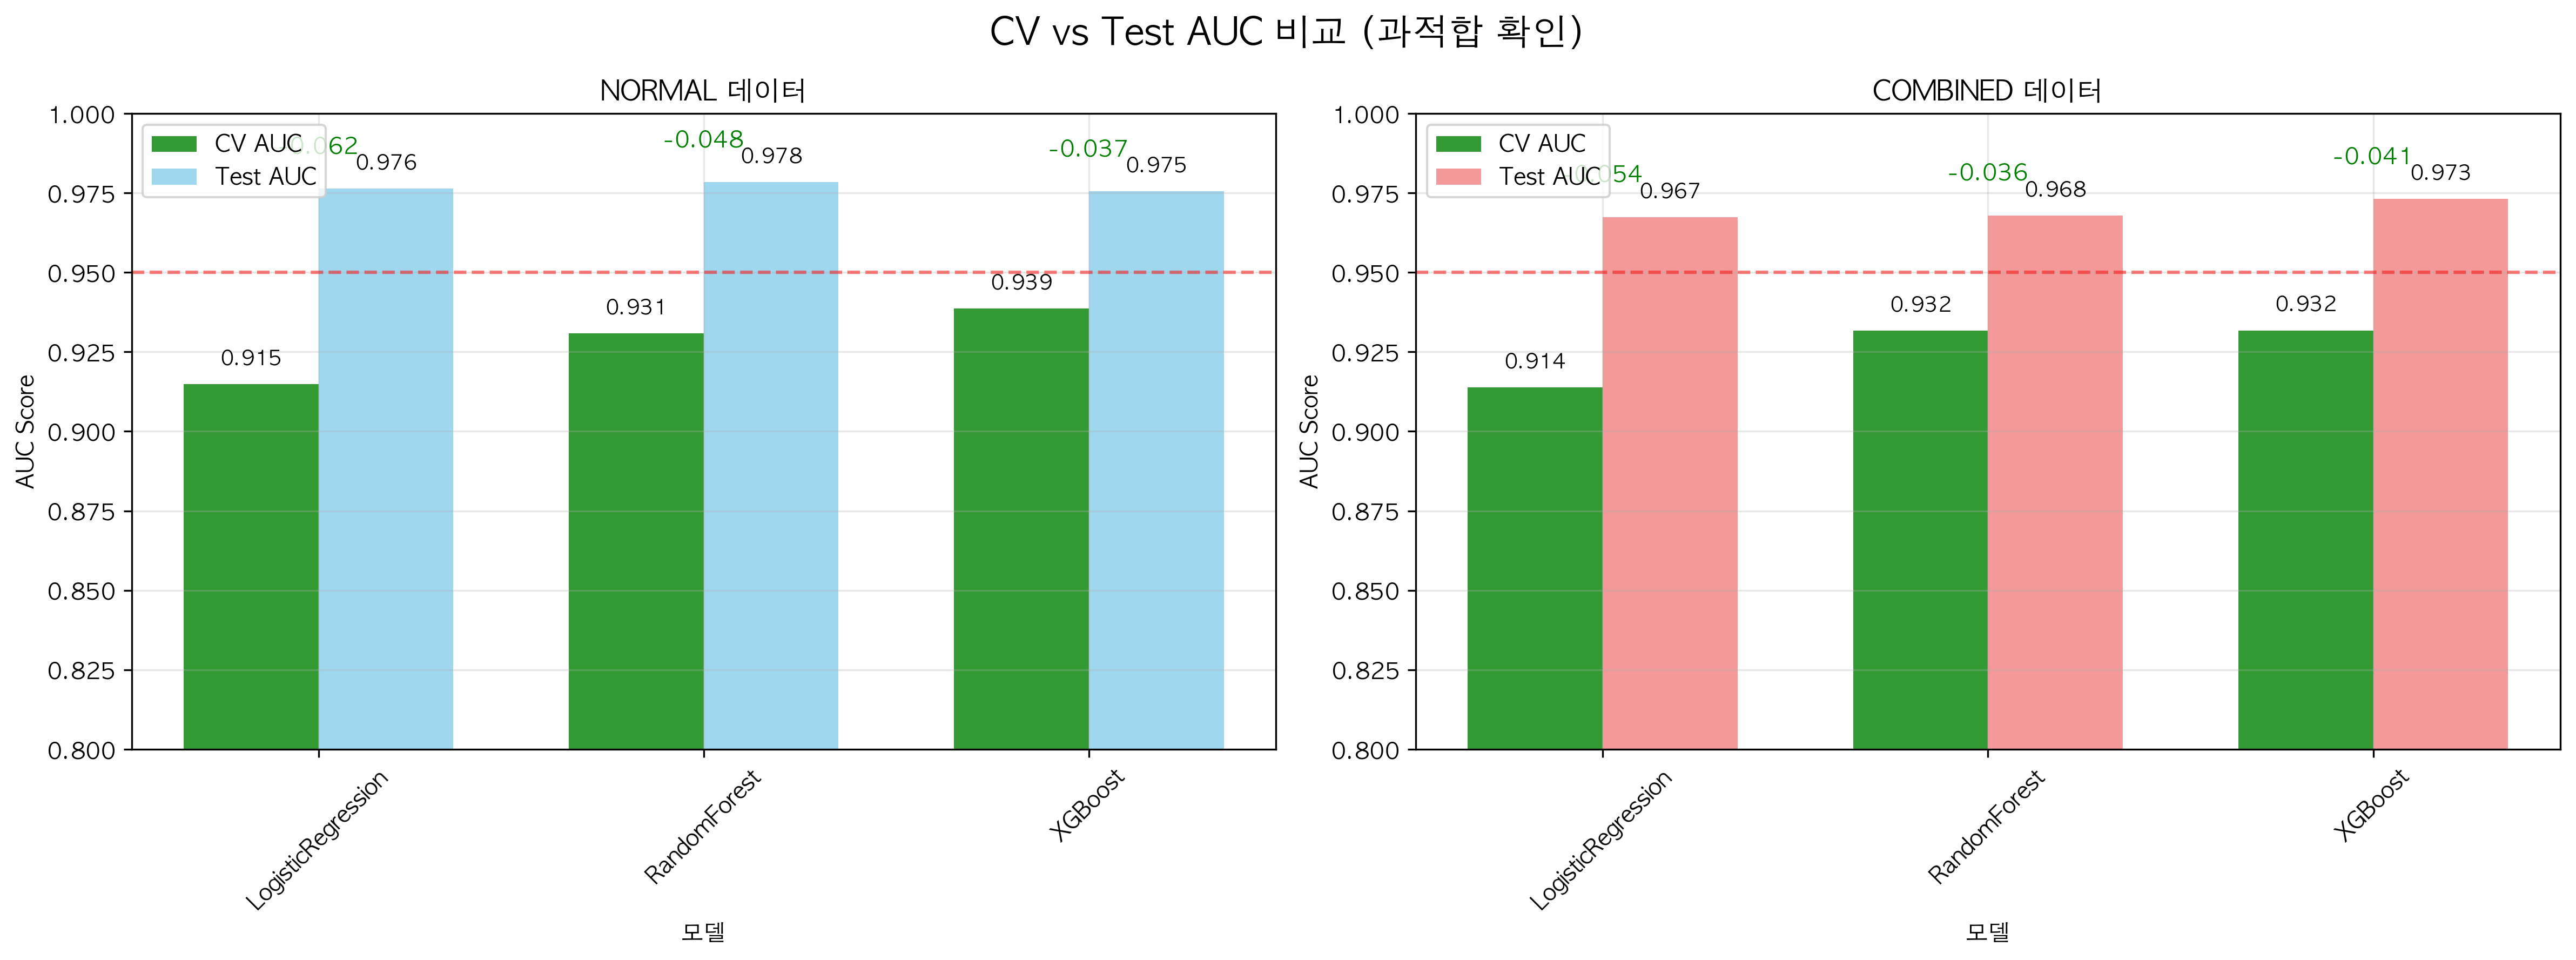 CV vs Test AUC 비교 (과적합 확인)
NORMAL 데이터
AUC Score
1.000
0.975
0.950
0.925
0.900
0.875
0.850
0.825
0.800
CV AUC
Test AUC
-0.048
-0.037
0.976
0.978
0.975
0.915
0.931
0.939
LogisticRegression
RandomForest
XGBoost
모델
COMBINED 데이터
AUC Score
1.000
0.975
0.950
0.925
0.900
0.875
0.850
0.825
0.800
CV AUC
Test AUC
-0.036
-0.041
0.967
0.968
0.973
0.914
0.932
0.932
LogisticRegression
RandomForest
XGBoost
모델